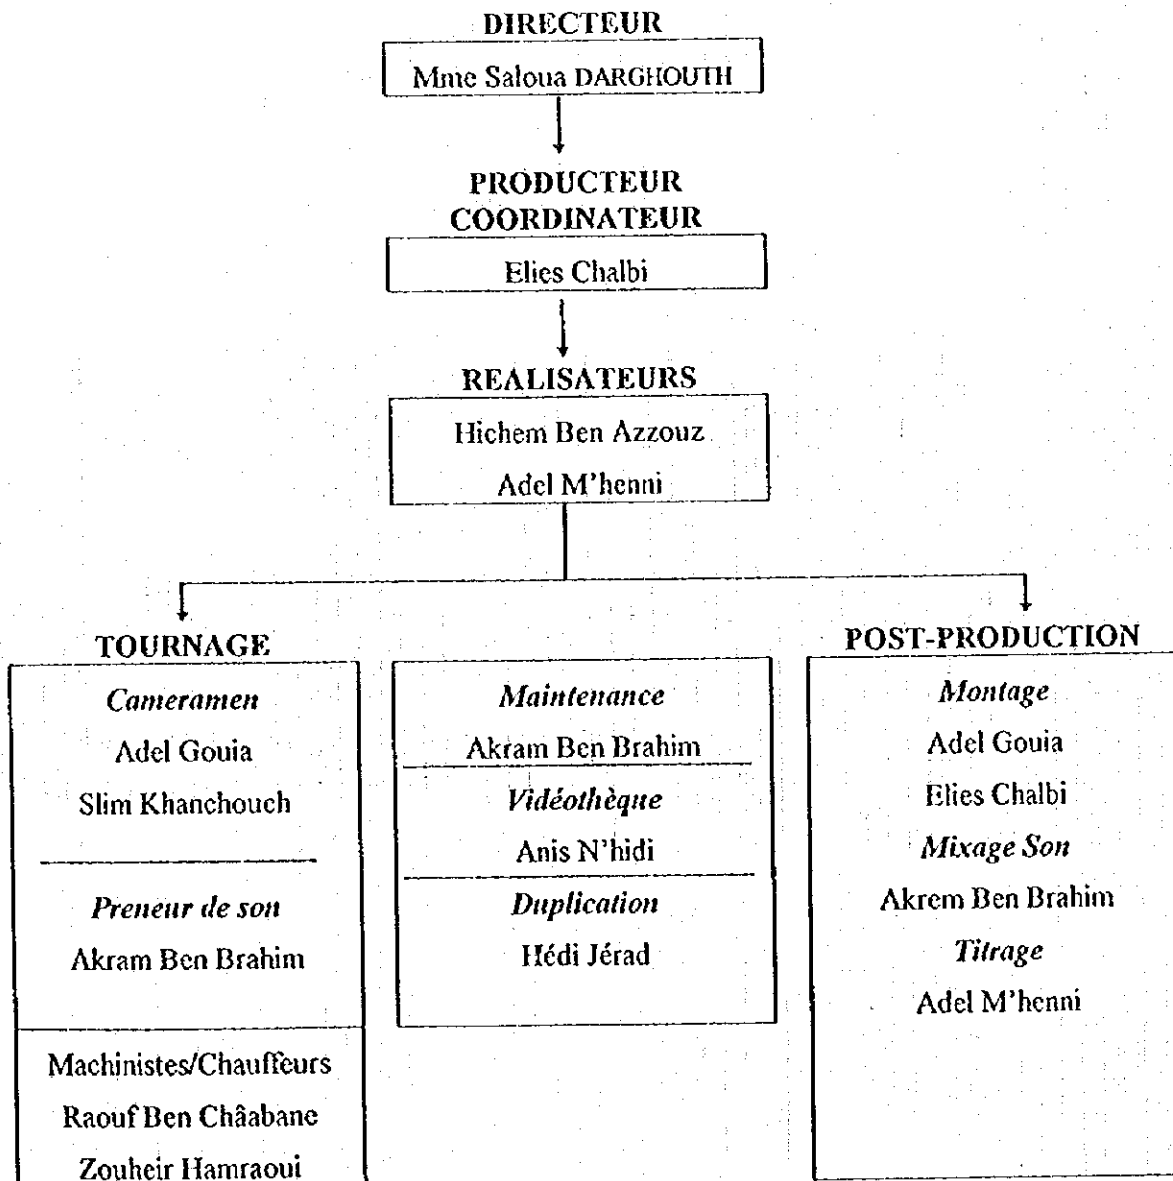 DIRECTEUR
Mme Saloua DARGHOUTH
PRODUCTEUR
COORDINATEUR
Elies Chalbi
REALISATEURS
Hichem Ben Azzouz
Adel M'henni
TOURNAGE
Cameramen
Adel Gouia
Slim Khanchouch
Preneur de son
Akram Ben Brahim
Machinistes/Chauffeurs
Raouf Ben Châabane
Zouheir Hamraoui
Maintenance
Akram Ben Brahim
Vidéothèque
Anis N'hidi
Duplication
Hédi Jérad
POST-PRODUCTION
Montage
Adel Gouia
Elies Chalbi
Mixage Son
Akrem Ben Brahim
Titrage
Adel M'henni